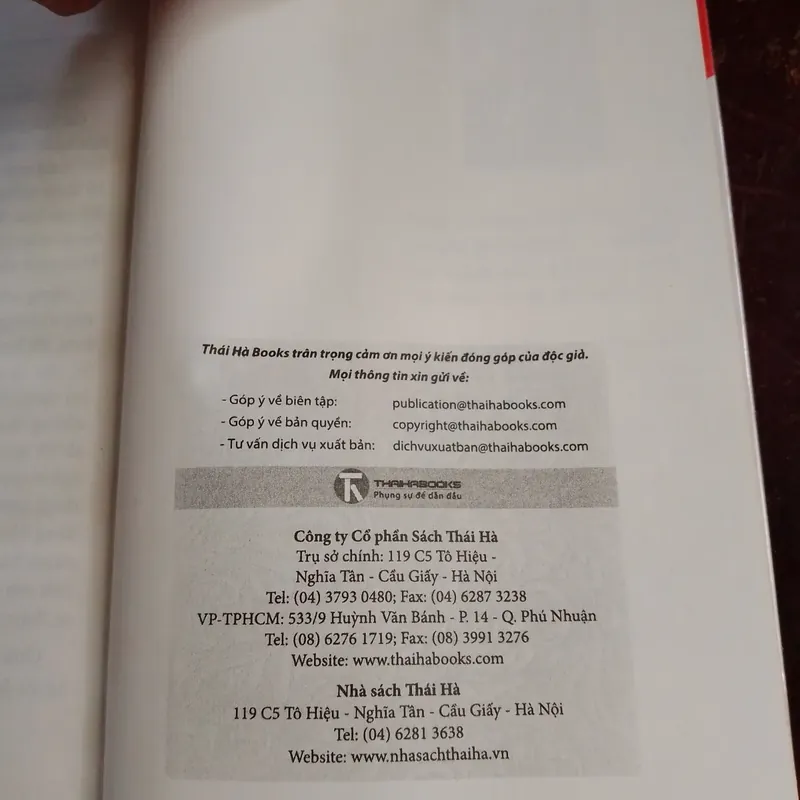 Thái Hà Books trân trọng cảm ơn mọi ý kiến đóng góp của độc giả.
Mọi thông tin xin gửi về:
- Góp ý về biên tập: publication@thaihabooks.com
- Góp ý về bản quyền: copyright@thaihabooks.com
- Tư vấn dịch vụ xuất bản: dichvuxuatban@thaihabooks.com
THAIHABOOKS
Phụng sự để dẫn đầu
Công ty Cổ phần Sách Thái Hà
Trụ sở chính: 119 C5 Tô Hiệu -
Nghĩa Tân - Cầu Giấy - Hà Nội
Tel: (04) 3793 0480; Fax: (04) 6287 3238
VP-TPHCM: 533/9 Huỳnh Văn Bánh - P. 14 - Q. Phú Nhuận
Tel: (08) 6276 1719; Fax: (08) 3991 3276
Website: www.thaihabooks.com
Nhà sách Thái Hà
119 C5 Tô Hiệu - Nghĩa Tân - Cầu Giấy - Hà Nội
Tel: (04) 6281 3638
Website: www.nhasachthaiha.vn